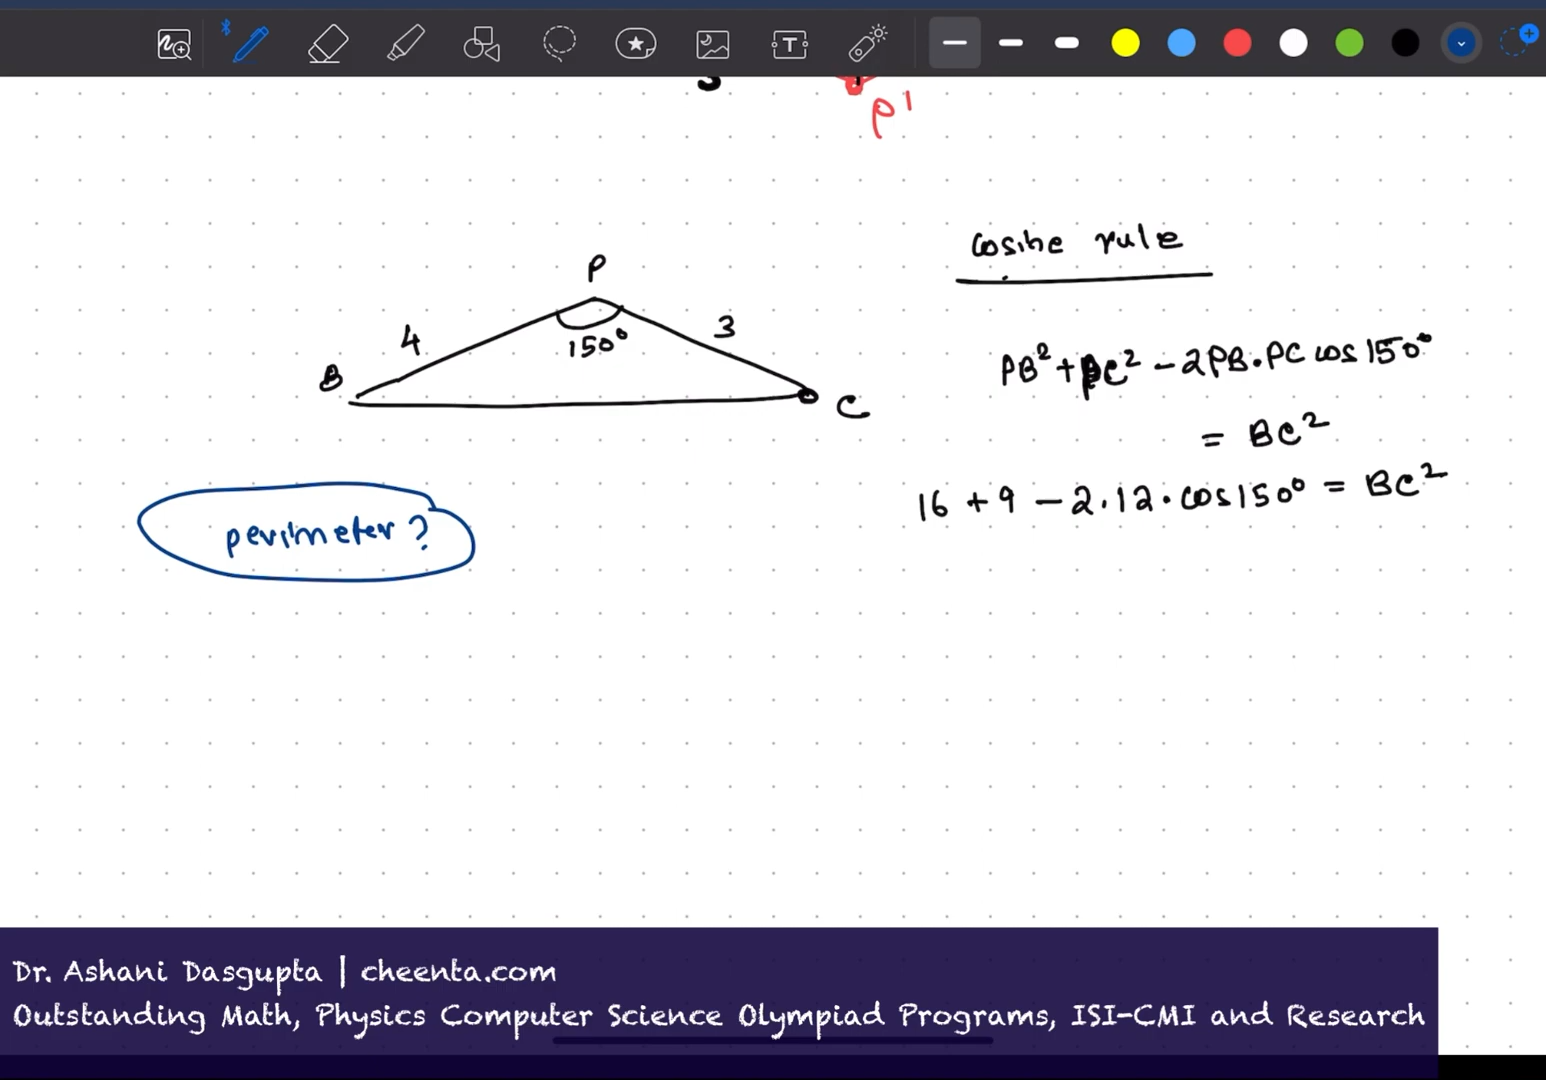 P'
P
4
150°
3
B
C
cosine rule
PB² + PC² - 2PB.PC cos 150°
= BC²
16 + 9 - 2.12.cos150° = BC²
perimeter?
Dr. Ashani Dasgupta | cheenta.com
Outstanding Math, Physics Computer Science Olympiad Programs, ISI-CMI and Research